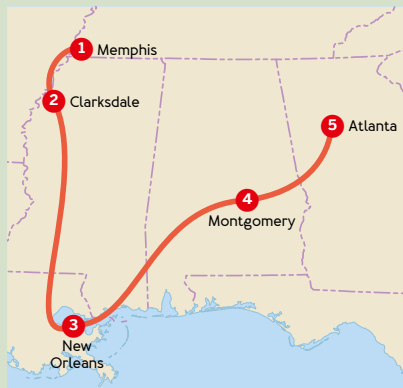 1 Memphis
2 Clarksdale
5 Atlanta
4
Montgomery
3
New
Orleans